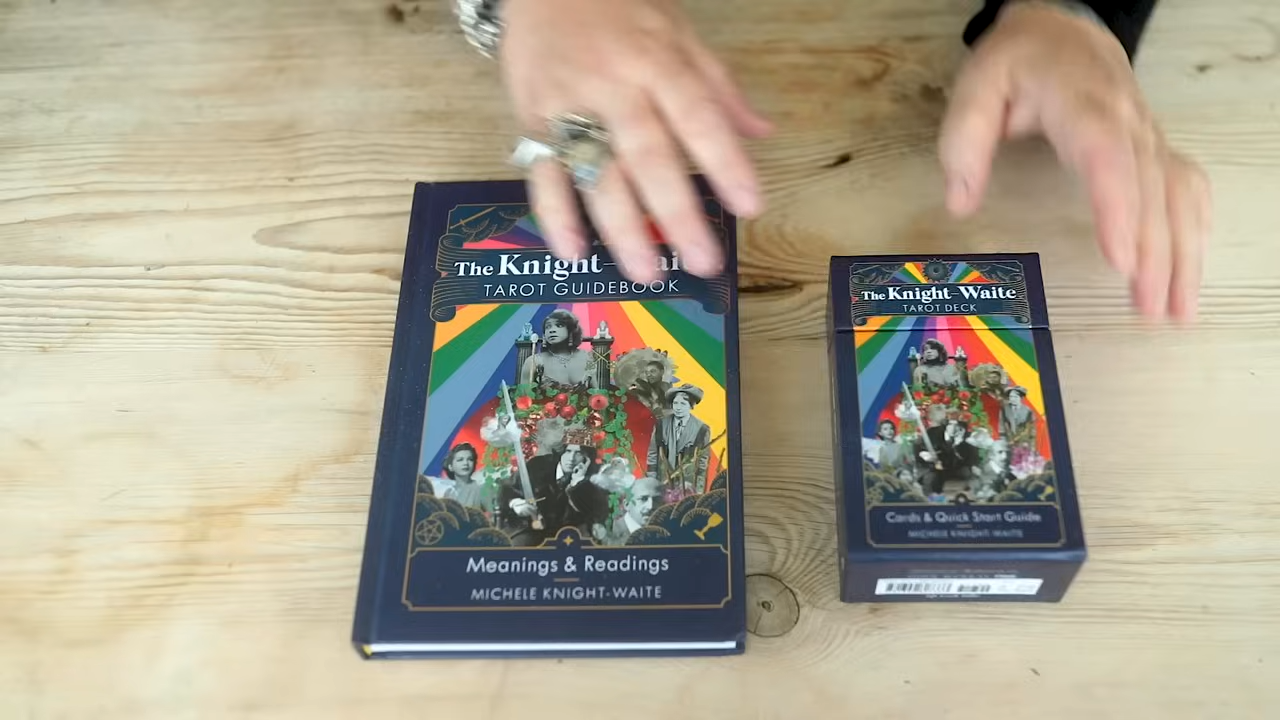 The Knight-Wai
TAROT GUIDEBOOK
Meanings & Readings
MICHELE KNIGHT-WAITE
The Knight-Waite
TAROT DECK
Cards & Quick Start Guide
MICHELE KNIGHT-WAITE